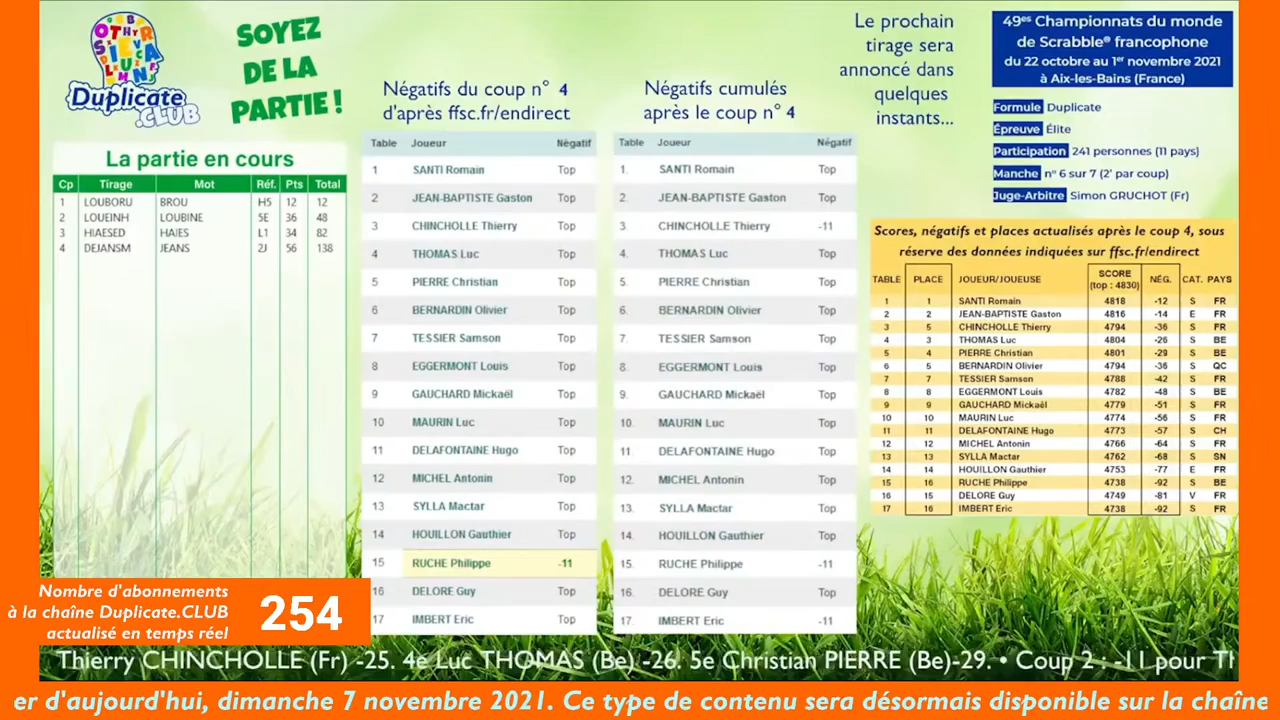 Duplicate
.CLUB
SOYEZ
DE LA
PARTIE !
La partie en cours
Cp Tirage Mot Réf. Pts Total
1 LOUBORU BROU H5 12 12
2 LOUEINH LOUBINE 5E 36 48
3 HIAESED HAIES L1 34 82
4 DEJANSM JEANS 2J 56 138
Négatifs du coup n° 4
d'après ffsc.fr/endirect
Table Joueur Négatif
1 SANTI Romain Top
2 JEAN-BAPTISTE Gaston Top
3 CHINCHOLLE Thierry Top
4 THOMAS Luc Top
5 PIERRE Christian Top
6 BERNARDIN Olivier Top
7 TESSIER Samson Top
8 EGGERMONT Louis Top
9 GAUCHARD Mickaël Top
10 MAURIN Luc Top
11 DELAFONTAINE Hugo Top
12 MICHEL Antonin Top
13 SYLLA Mactar Top
14 HOUILLON Gauthier Top
15 RUCHE Philippe -11
16 DELORE Guy Top
17 IMBERT Eric Top
Négatifs cumulés
après le coup n° 4
Table Joueur Négatif
1. SANTI Romain Top
2. JEAN-BAPTISTE Gaston Top
3. CHINCHOLLE Thierry -11
4. THOMAS Luc Top
5. PIERRE Christian Top
6. BERNARDIN Olivier Top
7. TESSIER Samson Top
8. EGGERMONT Louis Top
9. GAUCHARD Mickaël Top
10. MAURIN Luc Top
11. DELAFONTAINE Hugo Top
12. MICHEL Antonin Top
13. SYLLA Mactar Top
14. HOUILLON Gauthier Top
15. RUCHE Philippe -11
16. DELORE Guy Top
17. IMBERT Eric -11
Le prochain
tirage sera
annoncé dans
quelques
instants...
49es Championnats du monde
de Scrabble® francophone
du 22 octobre au 1er novembre 2021
à Aix-les-Bains (France)
Formule Duplicate
Épreuve Élite
Participation 241 personnes (11 pays)
Manche n° 6 sur 7 (2' par coup)
Juge-Arbitre Simon GRUCHOT (Fr)
Scores, négatifs et places actualisés après le coup 4, sous
réserve des données indiquées sur ffsc.fr/endirect
TABLE PLACE JOUEUR/JOUEUSE SCORE (top : 4830) NÉG. CAT. PAYS
1 1 SANTI Romain 4818 -12 S FR
2 2 JEAN-BAPTISTE Gaston 4816 -14 E FR
3 5 CHINCHOLLE Thierry 4794 -36 S FR
4 3 THOMAS Luc 4804 -26 S BE
5 4 PIERRE Christian 4801 -29 S BE
6 5 BERNARDIN Olivier 4794 -36 S QC
7 7 TESSIER Samson 4788 -42 S FR
8 8 EGGERMONT Louis 4782 -48 S BE
9 9 GAUCHARD Mickaël 4779 -51 S FR
10 10 MAURIN Luc 4774 -56 S FR
11 11 DELAFONTAINE Hugo 4773 -57 S CH
12 12 MICHEL Antonin 4766 -64 S FR
13 13 SYLLA Mactar 4762 -68 S SN
14 14 HOUILLON Gauthier 4753 -77 E FR
15 16 RUCHE Philippe 4738 -92 S BE
16 15 DELORE Guy 4749 -81 V FR
17 16 IMBERT Eric 4738 -92 S FR
Nombre d'abonnements
à la chaîne Duplicate.CLUB
actualisé en temps réel
254
Thierry CHINCHOLLE (Fr) -25. 4e Luc THOMAS (Be) -26. 5e Christian PIERRE (Be)-29. • Coup 2 : -11 pour Th
er d'aujourd'hui, dimanche 7 novembre 2021. Ce type de contenu sera désormais disponible sur la chaîne